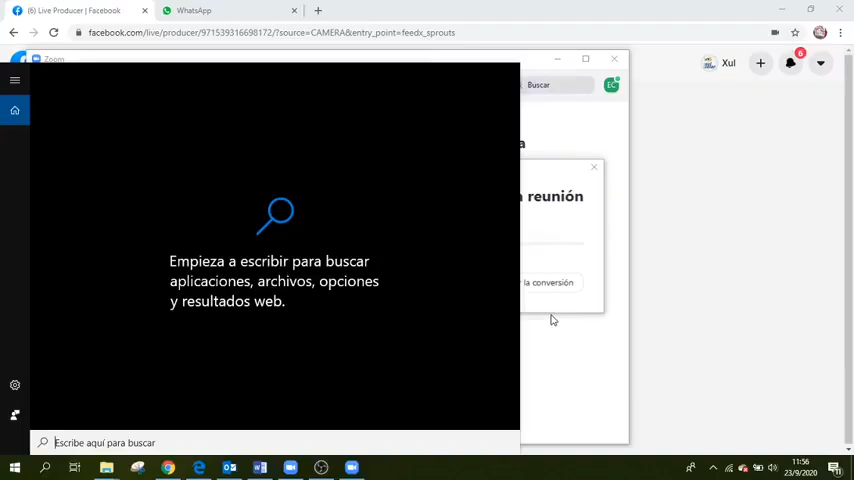 (6) Live Producer | Facebook
WhatsApp
facebook.com/live/producer/971539316698172/?source=CAMERA&entry_point=feedx_sprouts
Zoom
Xul
6
Buscar
EC
a
reunión
Empieza a escribir para buscar
aplicaciones, archivos, opciones
y resultados web.
r la conversión
Escribe aquí para buscar
11:56
23/9/2020
11